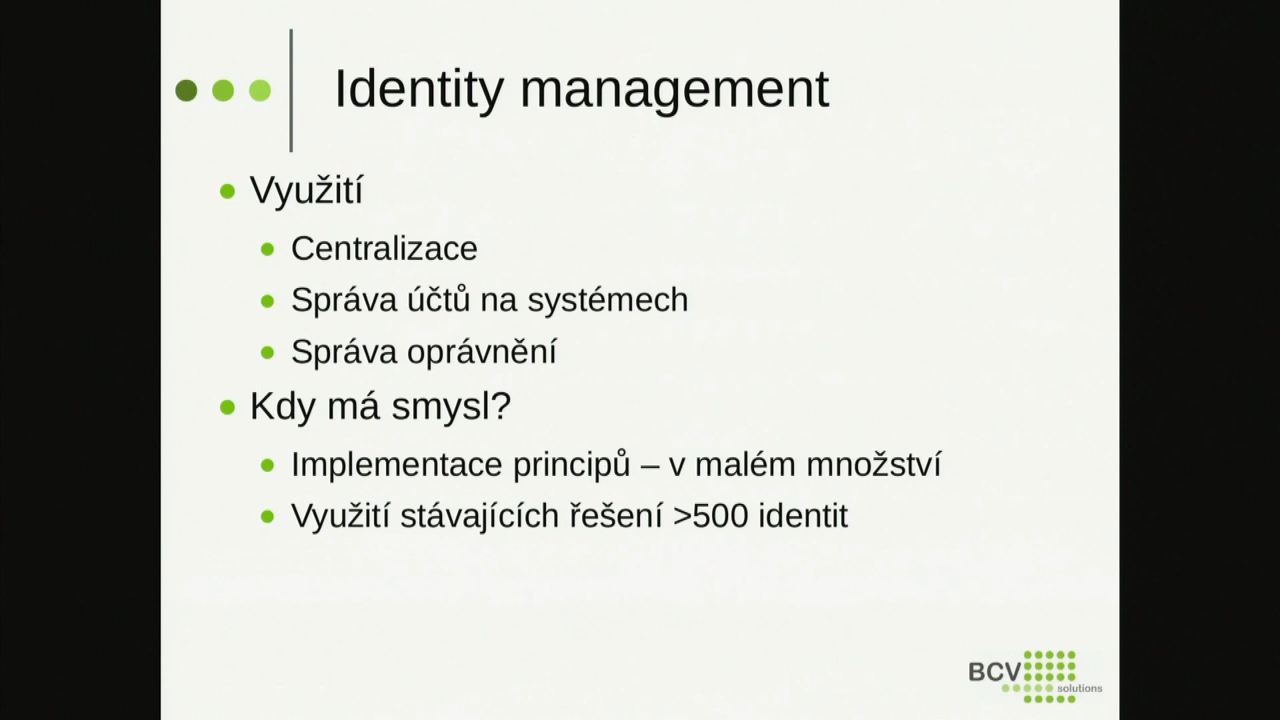 Identity management
Využití
Centralizace
Správa účtů na systémech
Správa oprávnění
Kdy má smysl?
Implementace principů – v malém množství
Využití stávajících řešení >500 identit
BCV
solutions